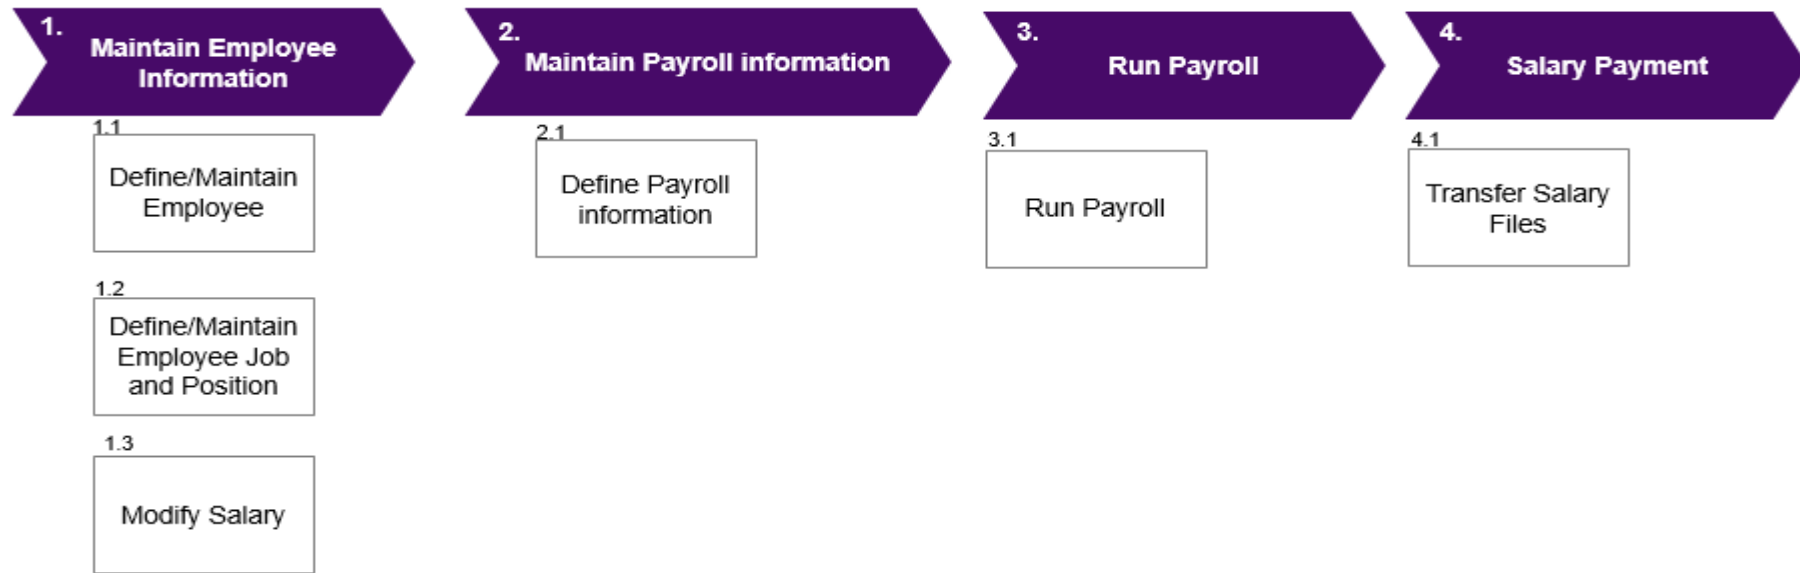 1.
Maintain Employee
Information
2.
Maintain Payroll information
3.
Run Payroll
4.
Salary Payment
1.1
Define/Maintain
Employee
1.2
Define/Maintain
Employee Job
and Position
1.3
Modify Salary
2.1
Define Payroll
information
3.1
Run Payroll
4.1
Transfer Salary
Files